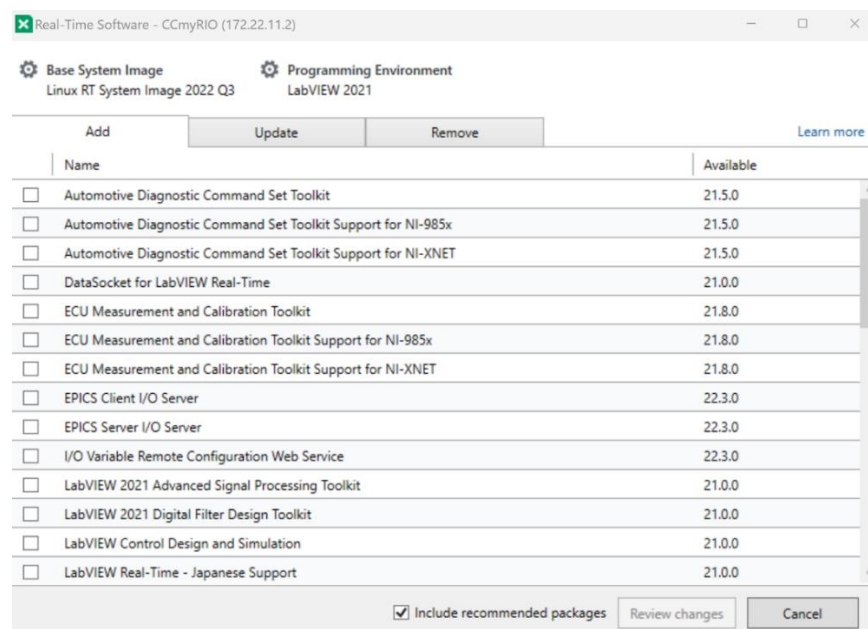 Real-Time Software - CCmyRIO (172.22.11.2)
Base System Image Programming Environment
Linux RT System Image 2022 Q3 LabVIEW 2021
Add Update Remove Learn more
Name Available
Automotive Diagnostic Command Set Toolkit 21.5.0
Automotive Diagnostic Command Set Toolkit Support for NI-985x 21.5.0
Automotive Diagnostic Command Set Toolkit Support for NI-XNET 21.5.0
DataSocket for LabVIEW Real-Time 21.0.0
ECU Measurement and Calibration Toolkit 21.8.0
ECU Measurement and Calibration Toolkit Support for NI-985x 21.8.0
ECU Measurement and Calibration Toolkit Support for NI-XNET 21.8.0
EPICS Client I/O Server 22.3.0
EPICS Server I/O Server 22.3.0
I/O Variable Remote Configuration Web Service 22.3.0
LabVIEW 2021 Advanced Signal Processing Toolkit 21.0.0
LabVIEW 2021 Digital Filter Design Toolkit 21.0.0
LabVIEW Control Design and Simulation 21.0.0
LabVIEW Real-Time - Japanese Support 21.0.0
Include recommended packages Review changes Cancel